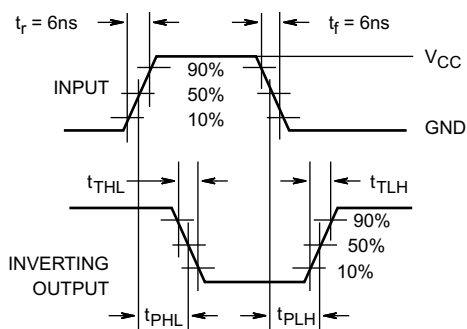 tr = 6ns
tf = 6ns
VCC
90%
INPUT
50%
10%
GND
tTHL
tTLH
90%
50%
INVERTING
OUTPUT
10%
tPHL
tPLH